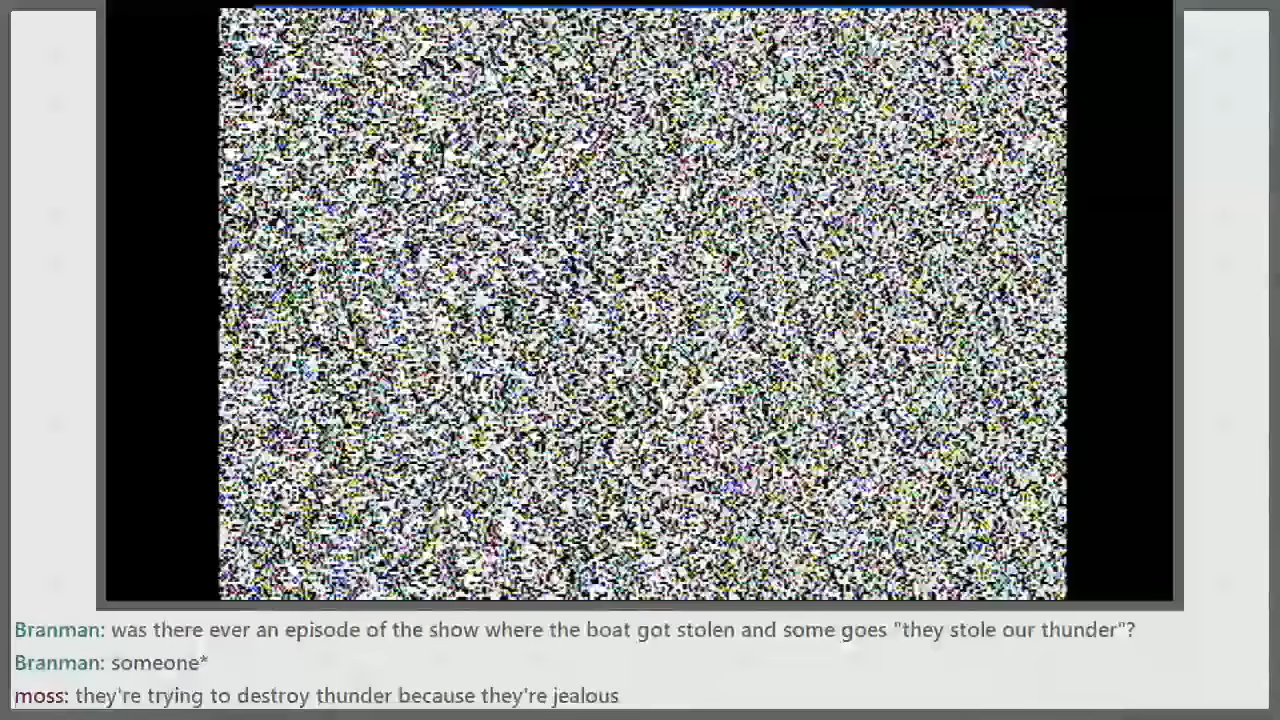 Branman: was there ever an episode of the show where the boat got stolen and some goes "they stole our thunder"?
Branman: someone*
moss: they're trying to destroy thunder because they're jealous